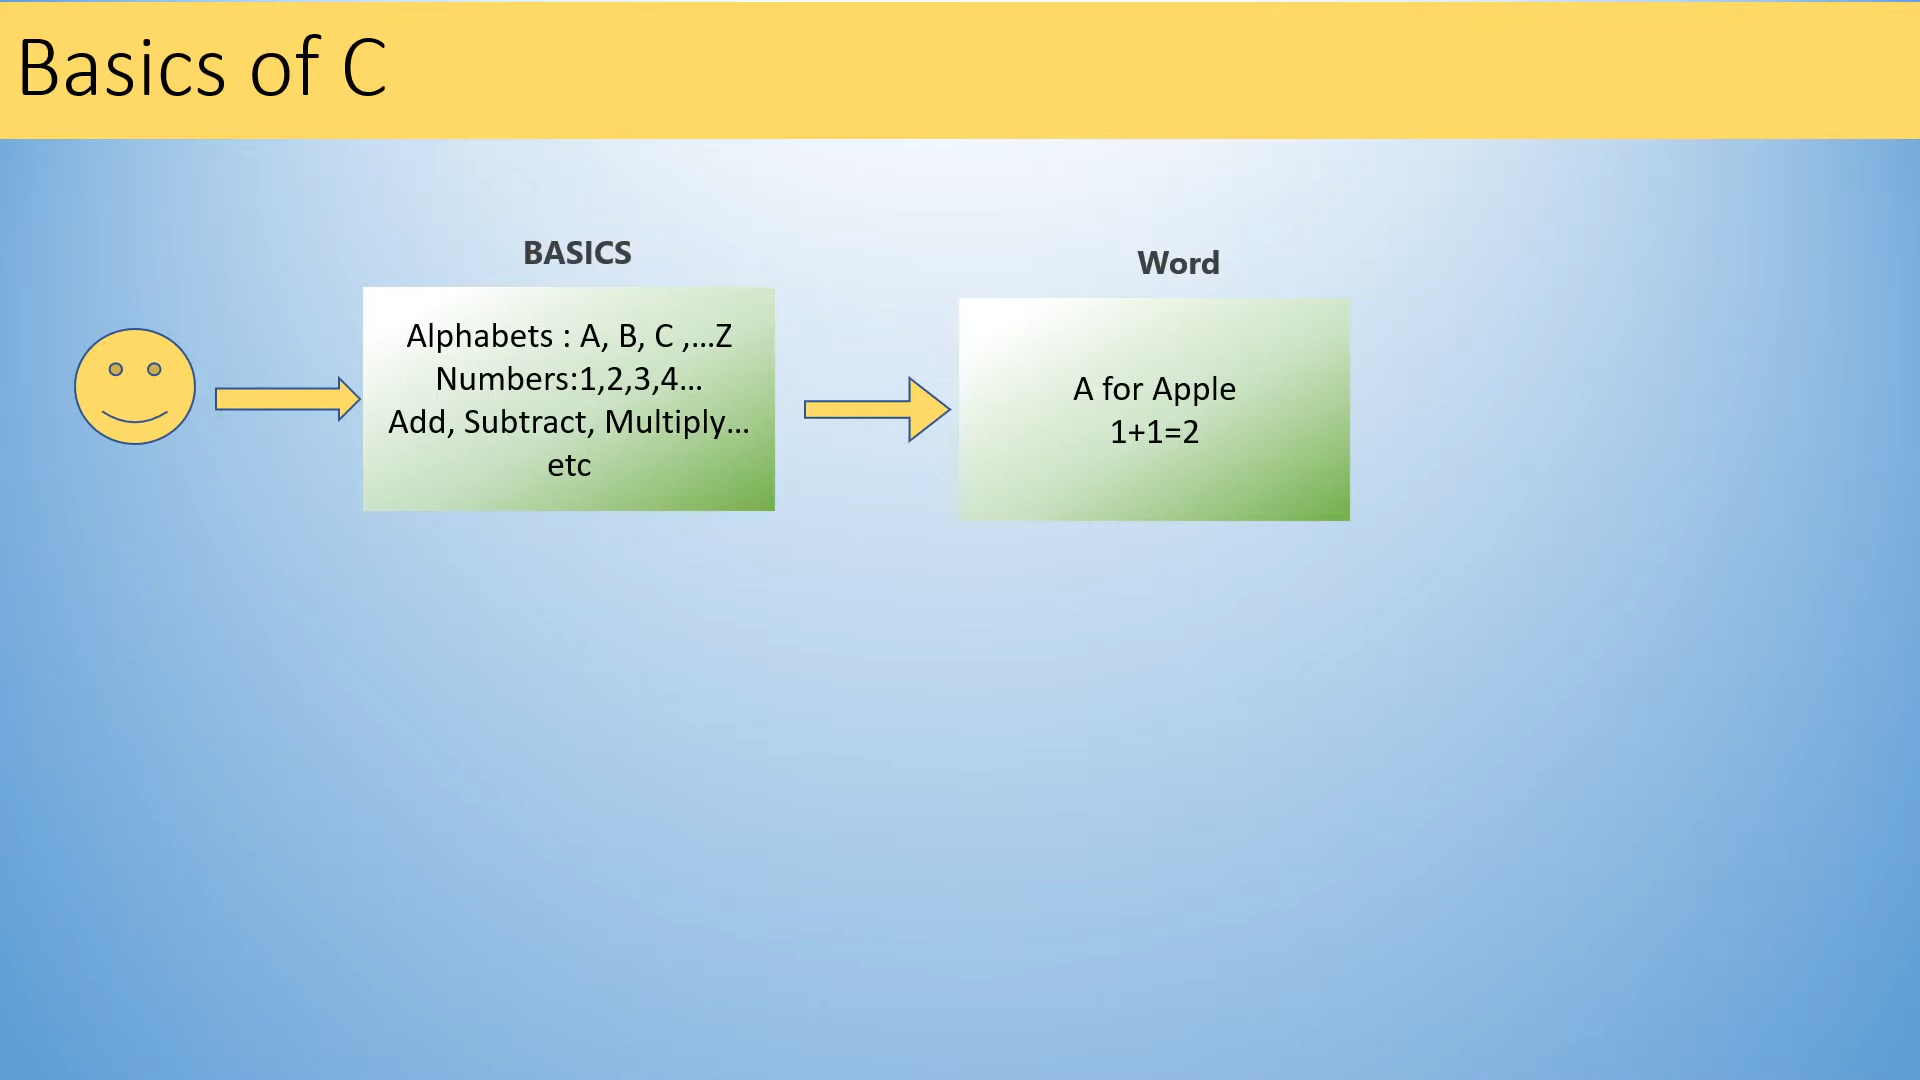 Basics of C
BASICS
Alphabets : A, B, C ,...Z
Numbers:1,2,3,4...
Add, Subtract, Multiply...
etc
Word
A for Apple
1+1=2